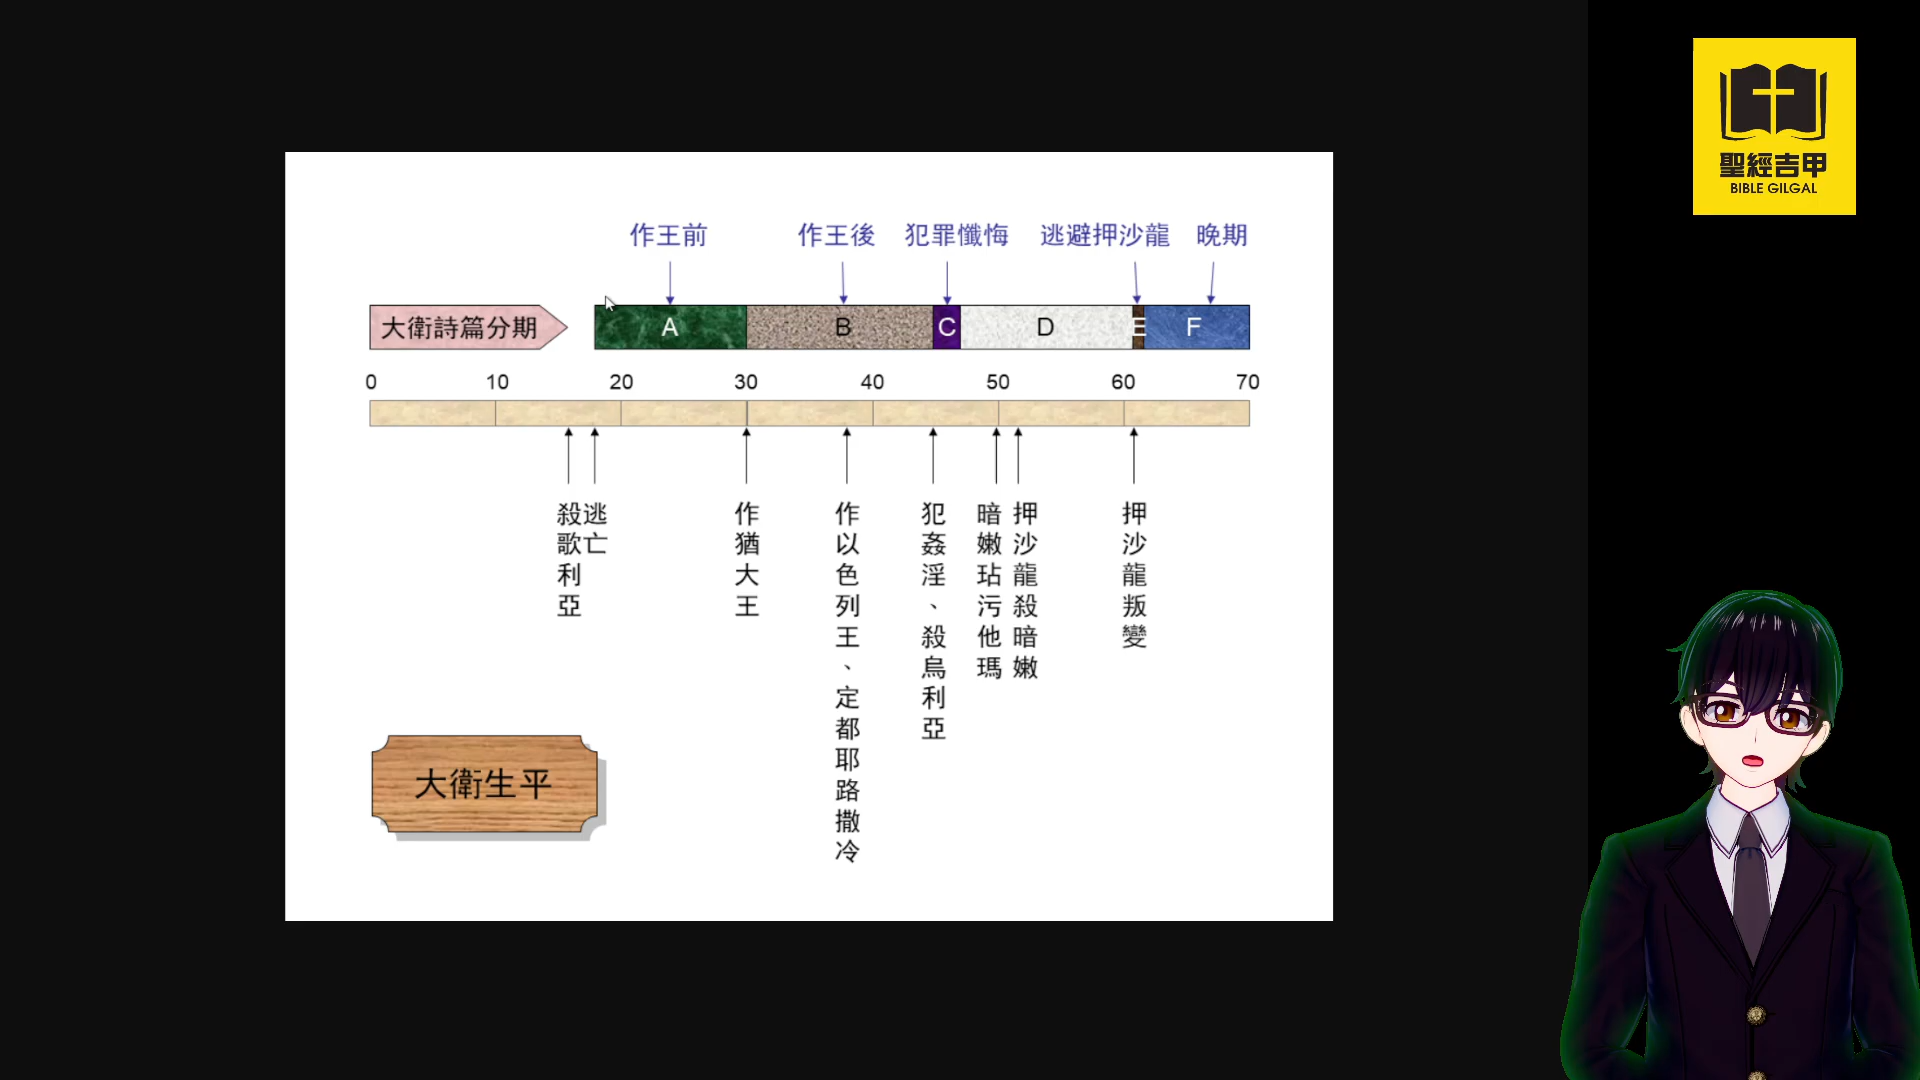 聖經吉甲
BIBLE GILGAL
作王前
作王後
犯罪懺悔
逃避押沙龍
晚期
大衛詩篇分期
A
B
C
D
E
F
0
10
20
30
40
50
60
70
殺歌利亞
逃亡
作猶大王
作以色列王、定都耶路撒冷
犯姦淫、殺烏利亞
暗嫩玷污他瑪
押沙龍殺暗嫩
押沙龍叛變
大衛生平